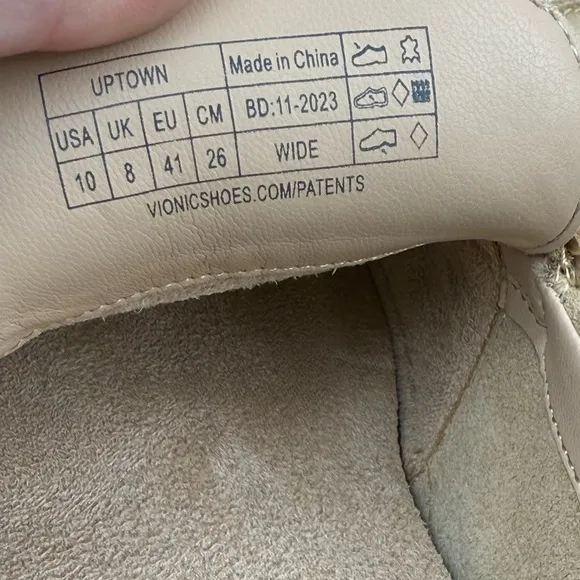 UPTOWN Made in China
USA UK EU CM BD:11-2023
10 8 41 26 WIDE
VIONICSHOES.COM/PATENTS